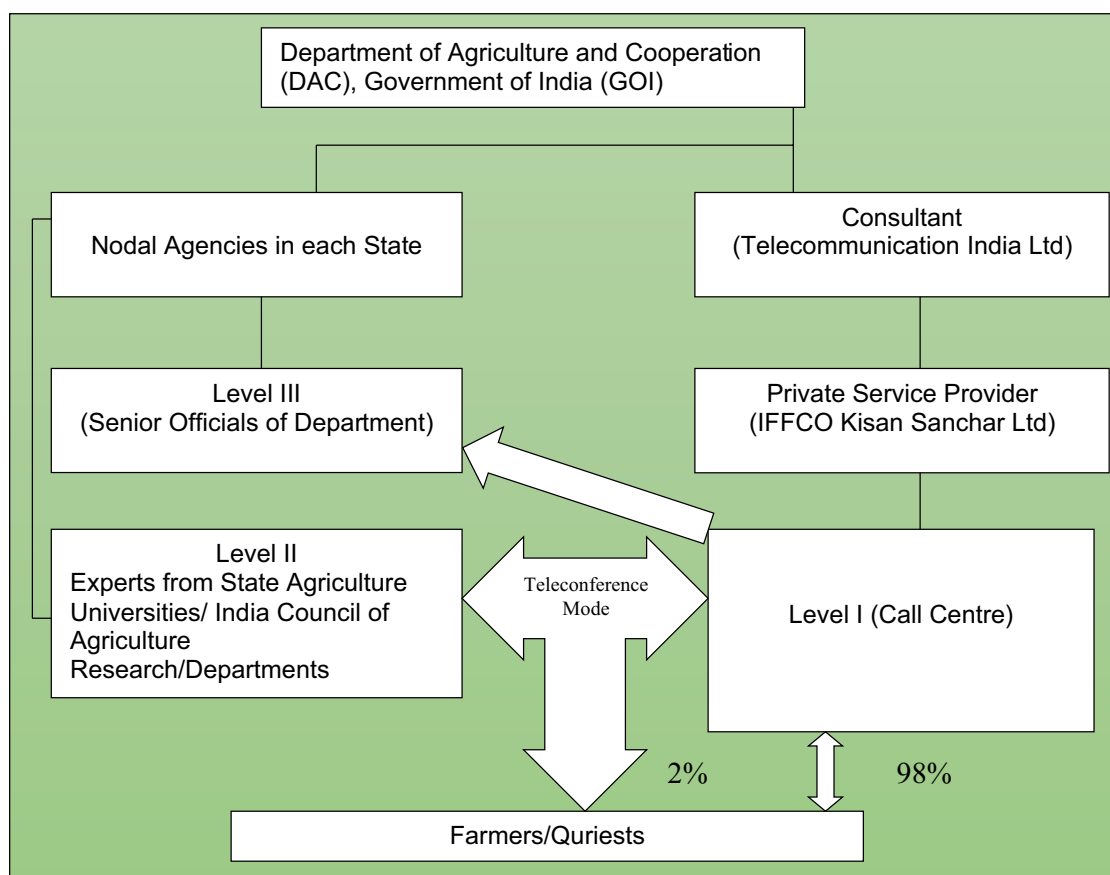 Department of Agriculture and Cooperation
(DAC), Government of India (GOI)
Nodal Agencies in each State
Consultant
(Telecommunication India Ltd)
Level III
(Senior Officials of Department)
Private Service Provider
(IFFCO Kisan Sanchar Ltd)
Level II
Experts from State Agriculture
Universities/ India Council of
Agriculture
Research/Departments
Teleconference
Mode
Level I (Call Centre)
2%
98%
Farmers/Quriests